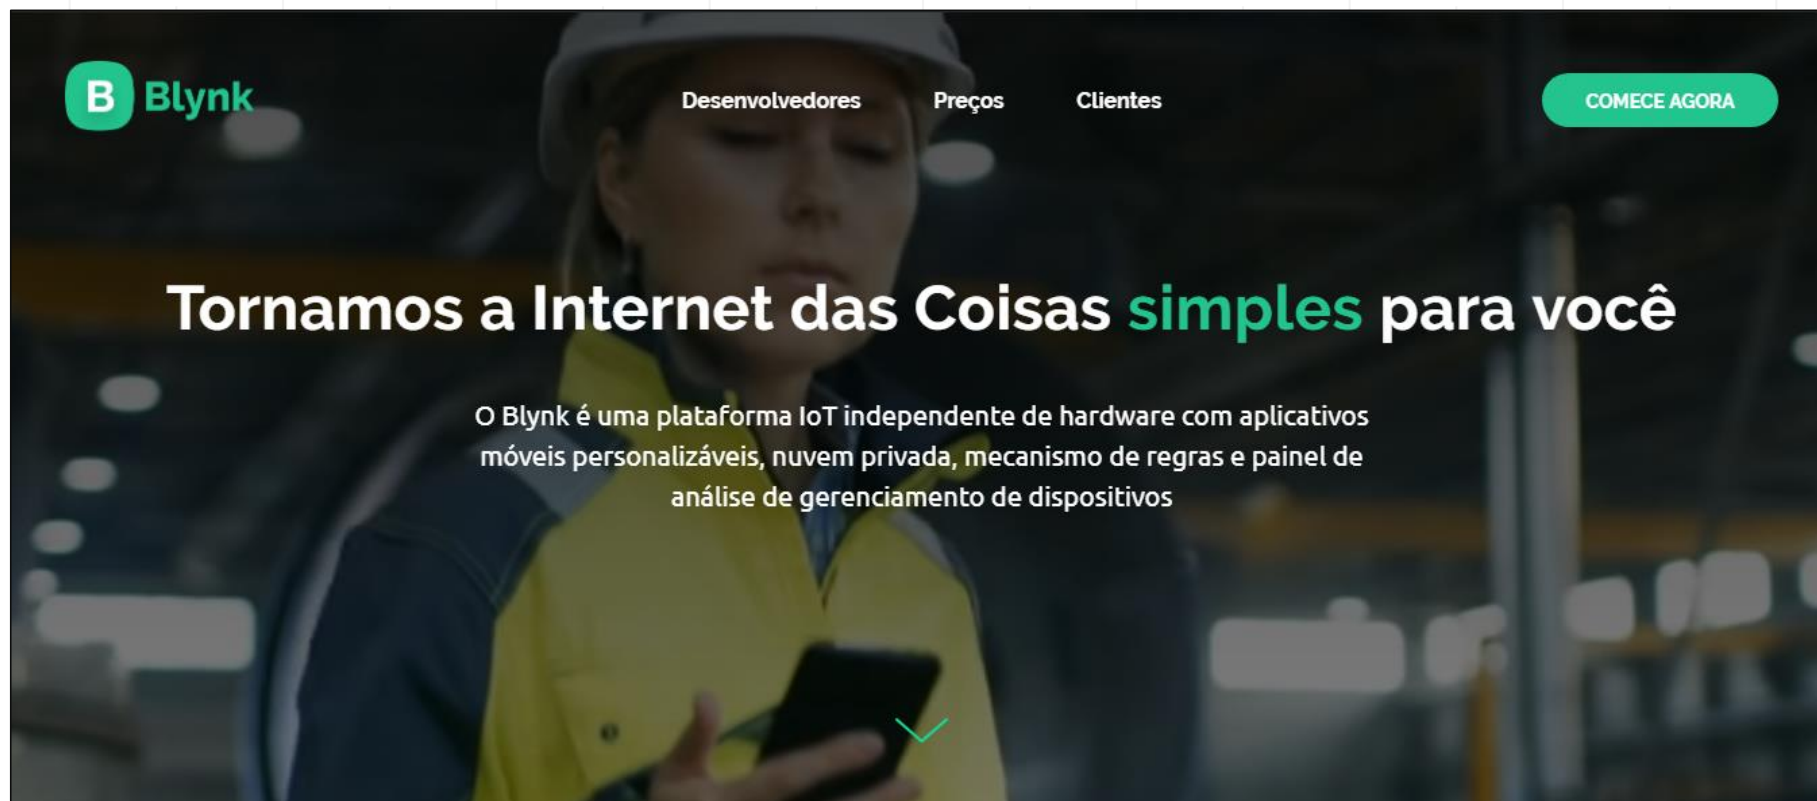 B Blynk
Desenvolvedores Preços Clientes
COMECE AGORA
Tornamos a Internet das Coisas simples para você
O Blynk é uma plataforma IoT independente de hardware com aplicativos
móveis personalizáveis, nuvem privada, mecanismo de regras e painel de
análise de gerenciamento de dispositivos